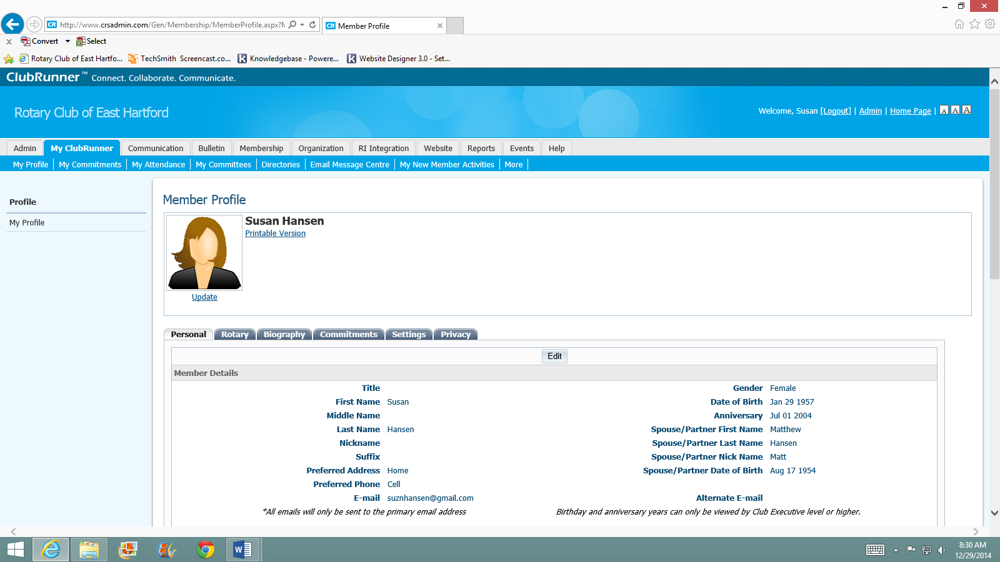 http://www.crsadmin.com/Gen/Membership/MemberProfile.aspx?M
CR Member Profile
x Convert Select
Rotary Club of East Hartfo... TechSmith Screencast.co... Knowledgebase - Powere... Website Designer 3.0 - Set...
ClubRunner™ Connect. Collaborate. Communicate.
Rotary Club of East Hartford
Welcome, Susan [Logout] | Admin | Home Page | A A A
Admin My ClubRunner Communication Bulletin Membership Organization RI Integration Website Reports Events Help
My Profile My Commitments My Attendance My Committees Directories Email Message Centre My New Member Activities More
Profile
My Profile
Member Profile
Susan Hansen
Printable Version
Update
Personal Rotary Biography Commitments Settings Privacy
Edit
Member Details
Title Gender Female
First Name Susan Date of Birth Jan 29 1957
Middle Name Anniversary Jul 01 2004
Last Name Hansen Spouse/Partner First Name Matthew
Nickname Spouse/Partner Last Name Hansen
Suffix Spouse/Partner Nick Name Matt
Preferred Address Home Spouse/Partner Date of Birth Aug 17 1954
Preferred Phone Cell
E-mail suznhansen@gmail.com Alternate E-mail
*All emails will only be sent to the primary email address Birthday and anniversary years can only be viewed by Club Executive level or higher.
8:30 AM
12/29/2014